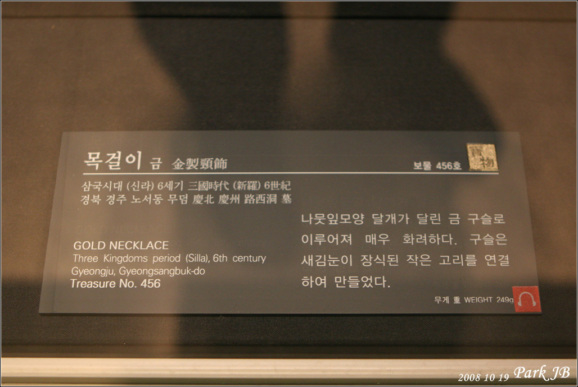 목걸이 금 金製頸飾
보물 456호
寶物
삼국시대 (신라) 6세기 三國時代 (新羅) 6世紀
경북 경주 노서동 무덤 慶北 慶州 路西洞 墓
나뭇잎모양 달개가 달린 금 구슬로
이루어져 매우 화려하다. 구슬은
새김눈이 장식된 작은 고리를 연결
하여 만들었다.
GOLD NECKLACE
Three Kingdoms period (Silla), 6th century
Gyeongju, Gyeongsangbuk-do
Treasure No. 456
무게 重 WEIGHT 249g
2008 10 19 Park JB